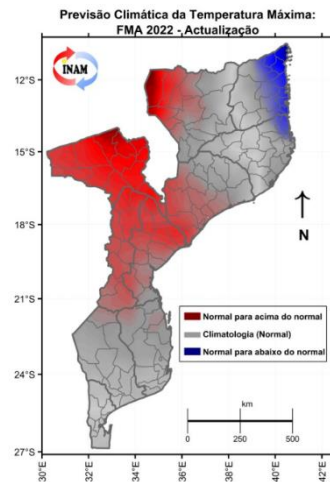 Previsão Climática da Temperatura Máxima:
FMA 2022 - Actualização
INAM
12°S
15°S
18°S
21°S
24°S
27°S
N
Normal para acima do normal
Climatologia (Normal)
Normal para abaixo do normal
km
0 250 500
30°E 32°E 34°E 36°E 38°E 40°E 42°E